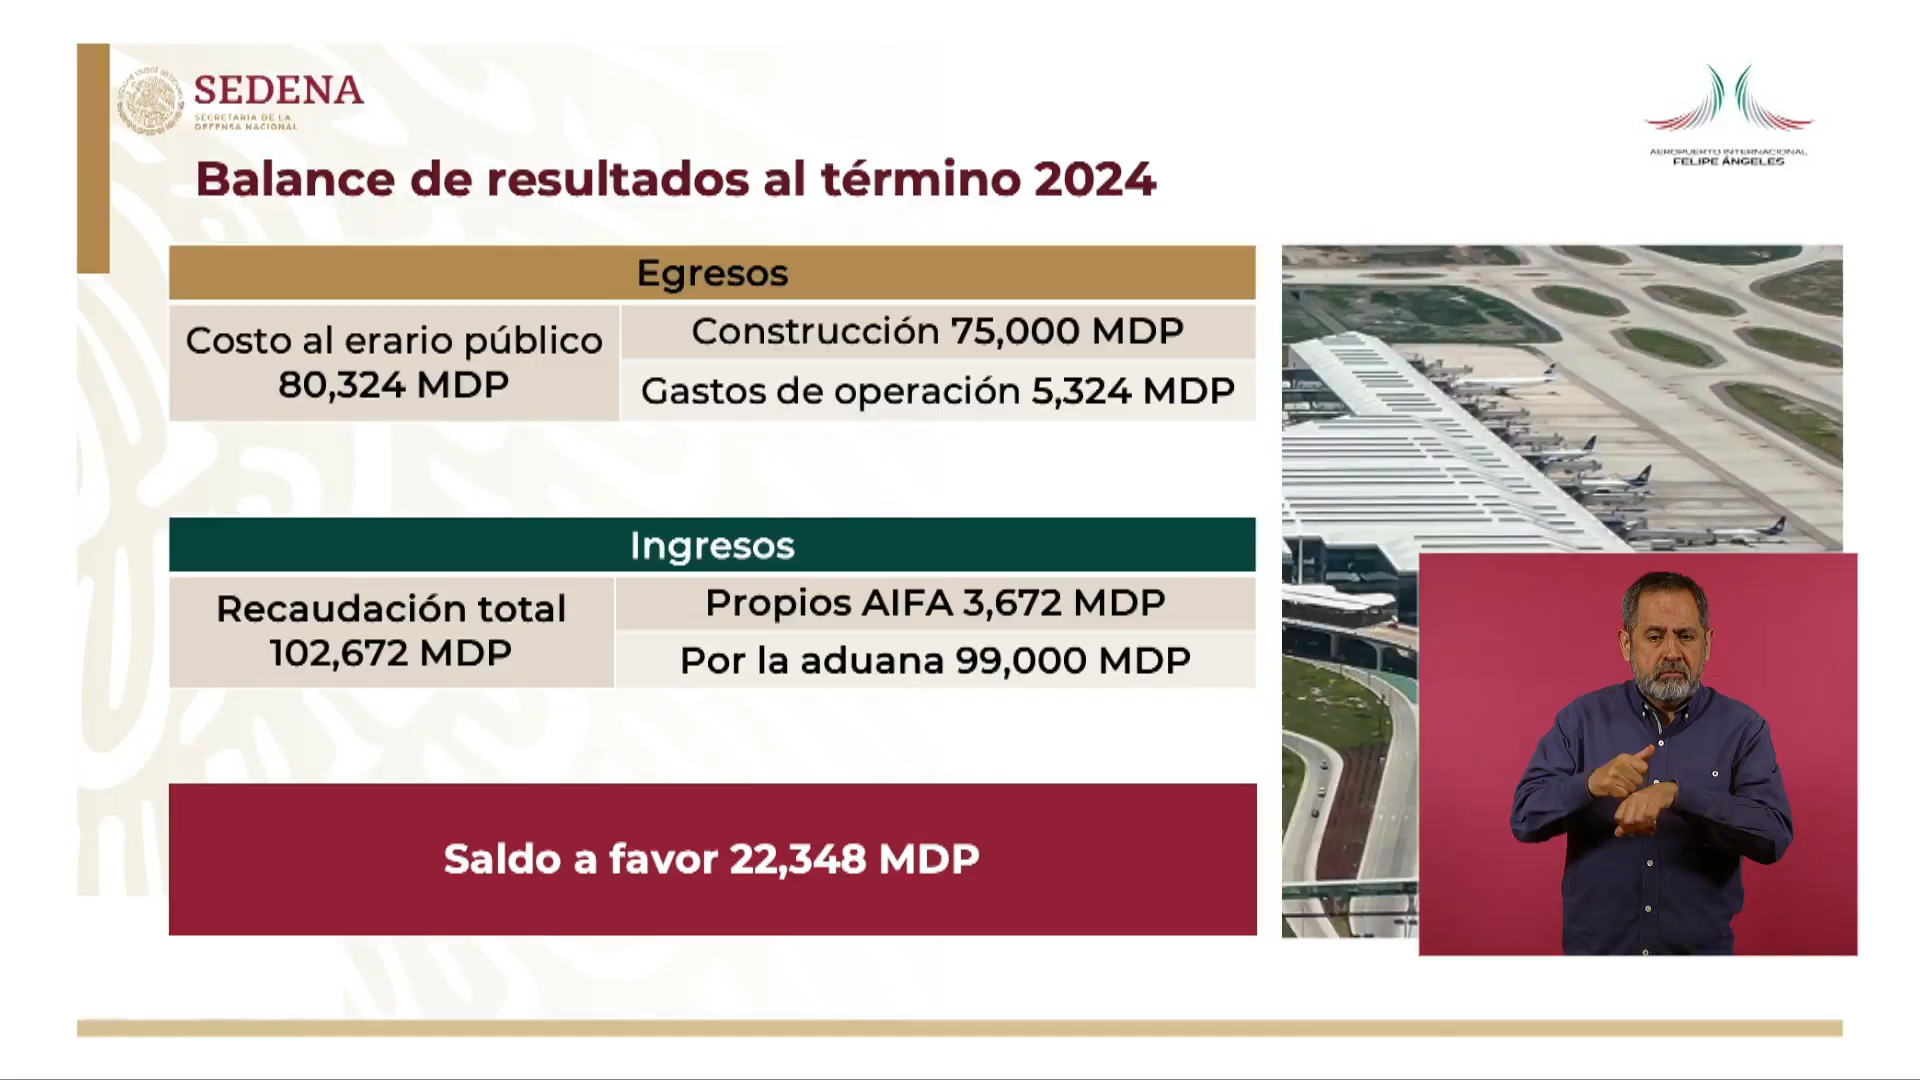 SEDENA
SECRETARÍA DE LA
DEFENSA NACIONAL
AEROPUERTO INTERNACIONAL
FELIPE ÁNGELES
Balance de resultados al término 2024
Egresos
Costo al erario público
80,324 MDP
Construcción 75,000 MDP
Gastos de operación 5,324 MDP
Ingresos
Recaudación total
102,672 MDP
Propios AIFA 3,672 MDP
Por la aduana 99,000 MDP
Saldo a favor 22,348 MDP